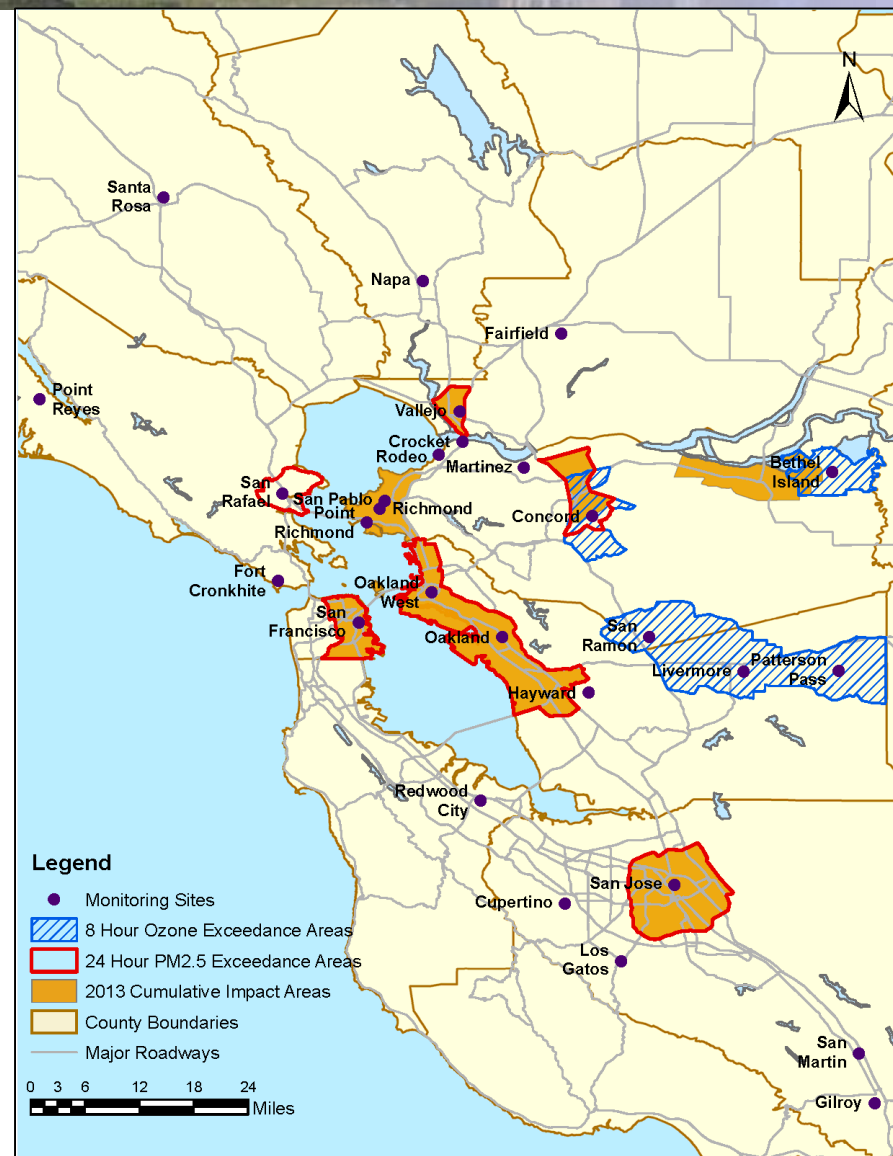 N
Santa
Rosa
Napa
Fairfield
Point
Reyes
Vallejo
Crocket
Rodeo
Martinez
Bethel
Island
San
Rafael
San Pablo
Richmond
Point
Richmond
Concord
Fort
Cronkhite
Oakland
West
San
Francisco
Oakland
San
Ramon
Livermore
Patterson
Pass
Hayward
Redwood
City
San Jose
Cupertino
Los
Gatos
San
Martin
Gilroy
Legend
Monitoring Sites
8 Hour Ozone Exceedance Areas
24 Hour PM2.5 Exceedance Areas
2013 Cumulative Impact Areas
County Boundaries
Major Roadways
0 3 6 12 18 24
Miles